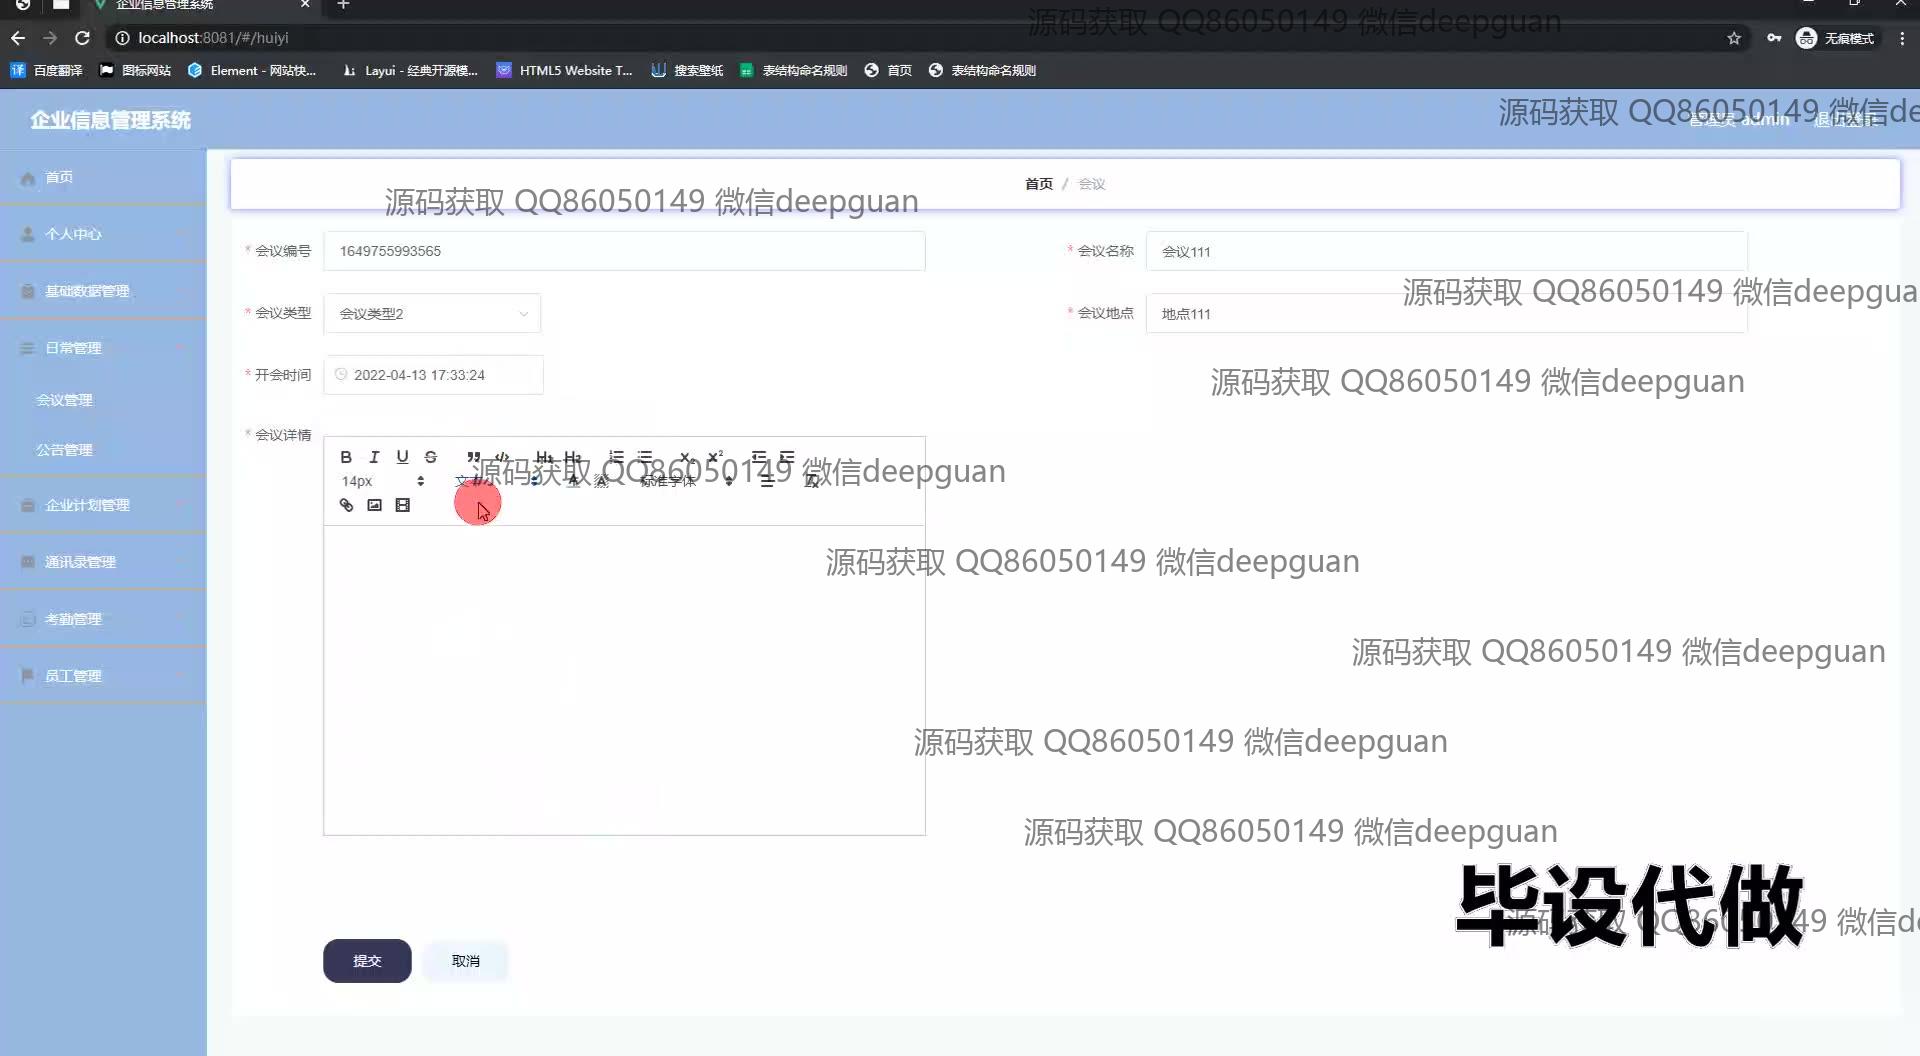 企业信息管理系统
localhost:8081/#/huiyi
无痕模式
百度翻译
图标网站
Element - 网站快...
Layui - 经典开源模...
HTML5 Website T...
搜索壁纸
表结构命名规则
首页
表结构命名规则
源码获取 QQ86050149 微信deepguan
企业信息管理系统
源码获取 QQ86050149 微信de
管理员 admin
退出登录
首页
首页 / 会议
源码获取 QQ86050149 微信deepguan
个人中心
* 会议编号
1649755993565
* 会议名称
会议111
基础数据管理
源码获取 QQ86050149 微信deepgua
* 会议类型
会议类型2
* 会议地点
地点111
日常管理
* 开会时间
2022-04-13 17:33:24
源码获取 QQ86050149 微信deepguan
会议管理
* 会议详情
公告管理
B I U S
H1 H2
X2 X2
源码获取 QQ86050149 微信deepguan
14px
标准字体
企业计划管理
通讯录管理
源码获取 QQ86050149 微信deepguan
考勤管理
源码获取 QQ86050149 微信deepguan
员工管理
源码获取 QQ86050149 微信deepguan
源码获取 QQ86050149 微信deepguan
毕设代做
源码获取 QQ86050149 微信de
提交
取消